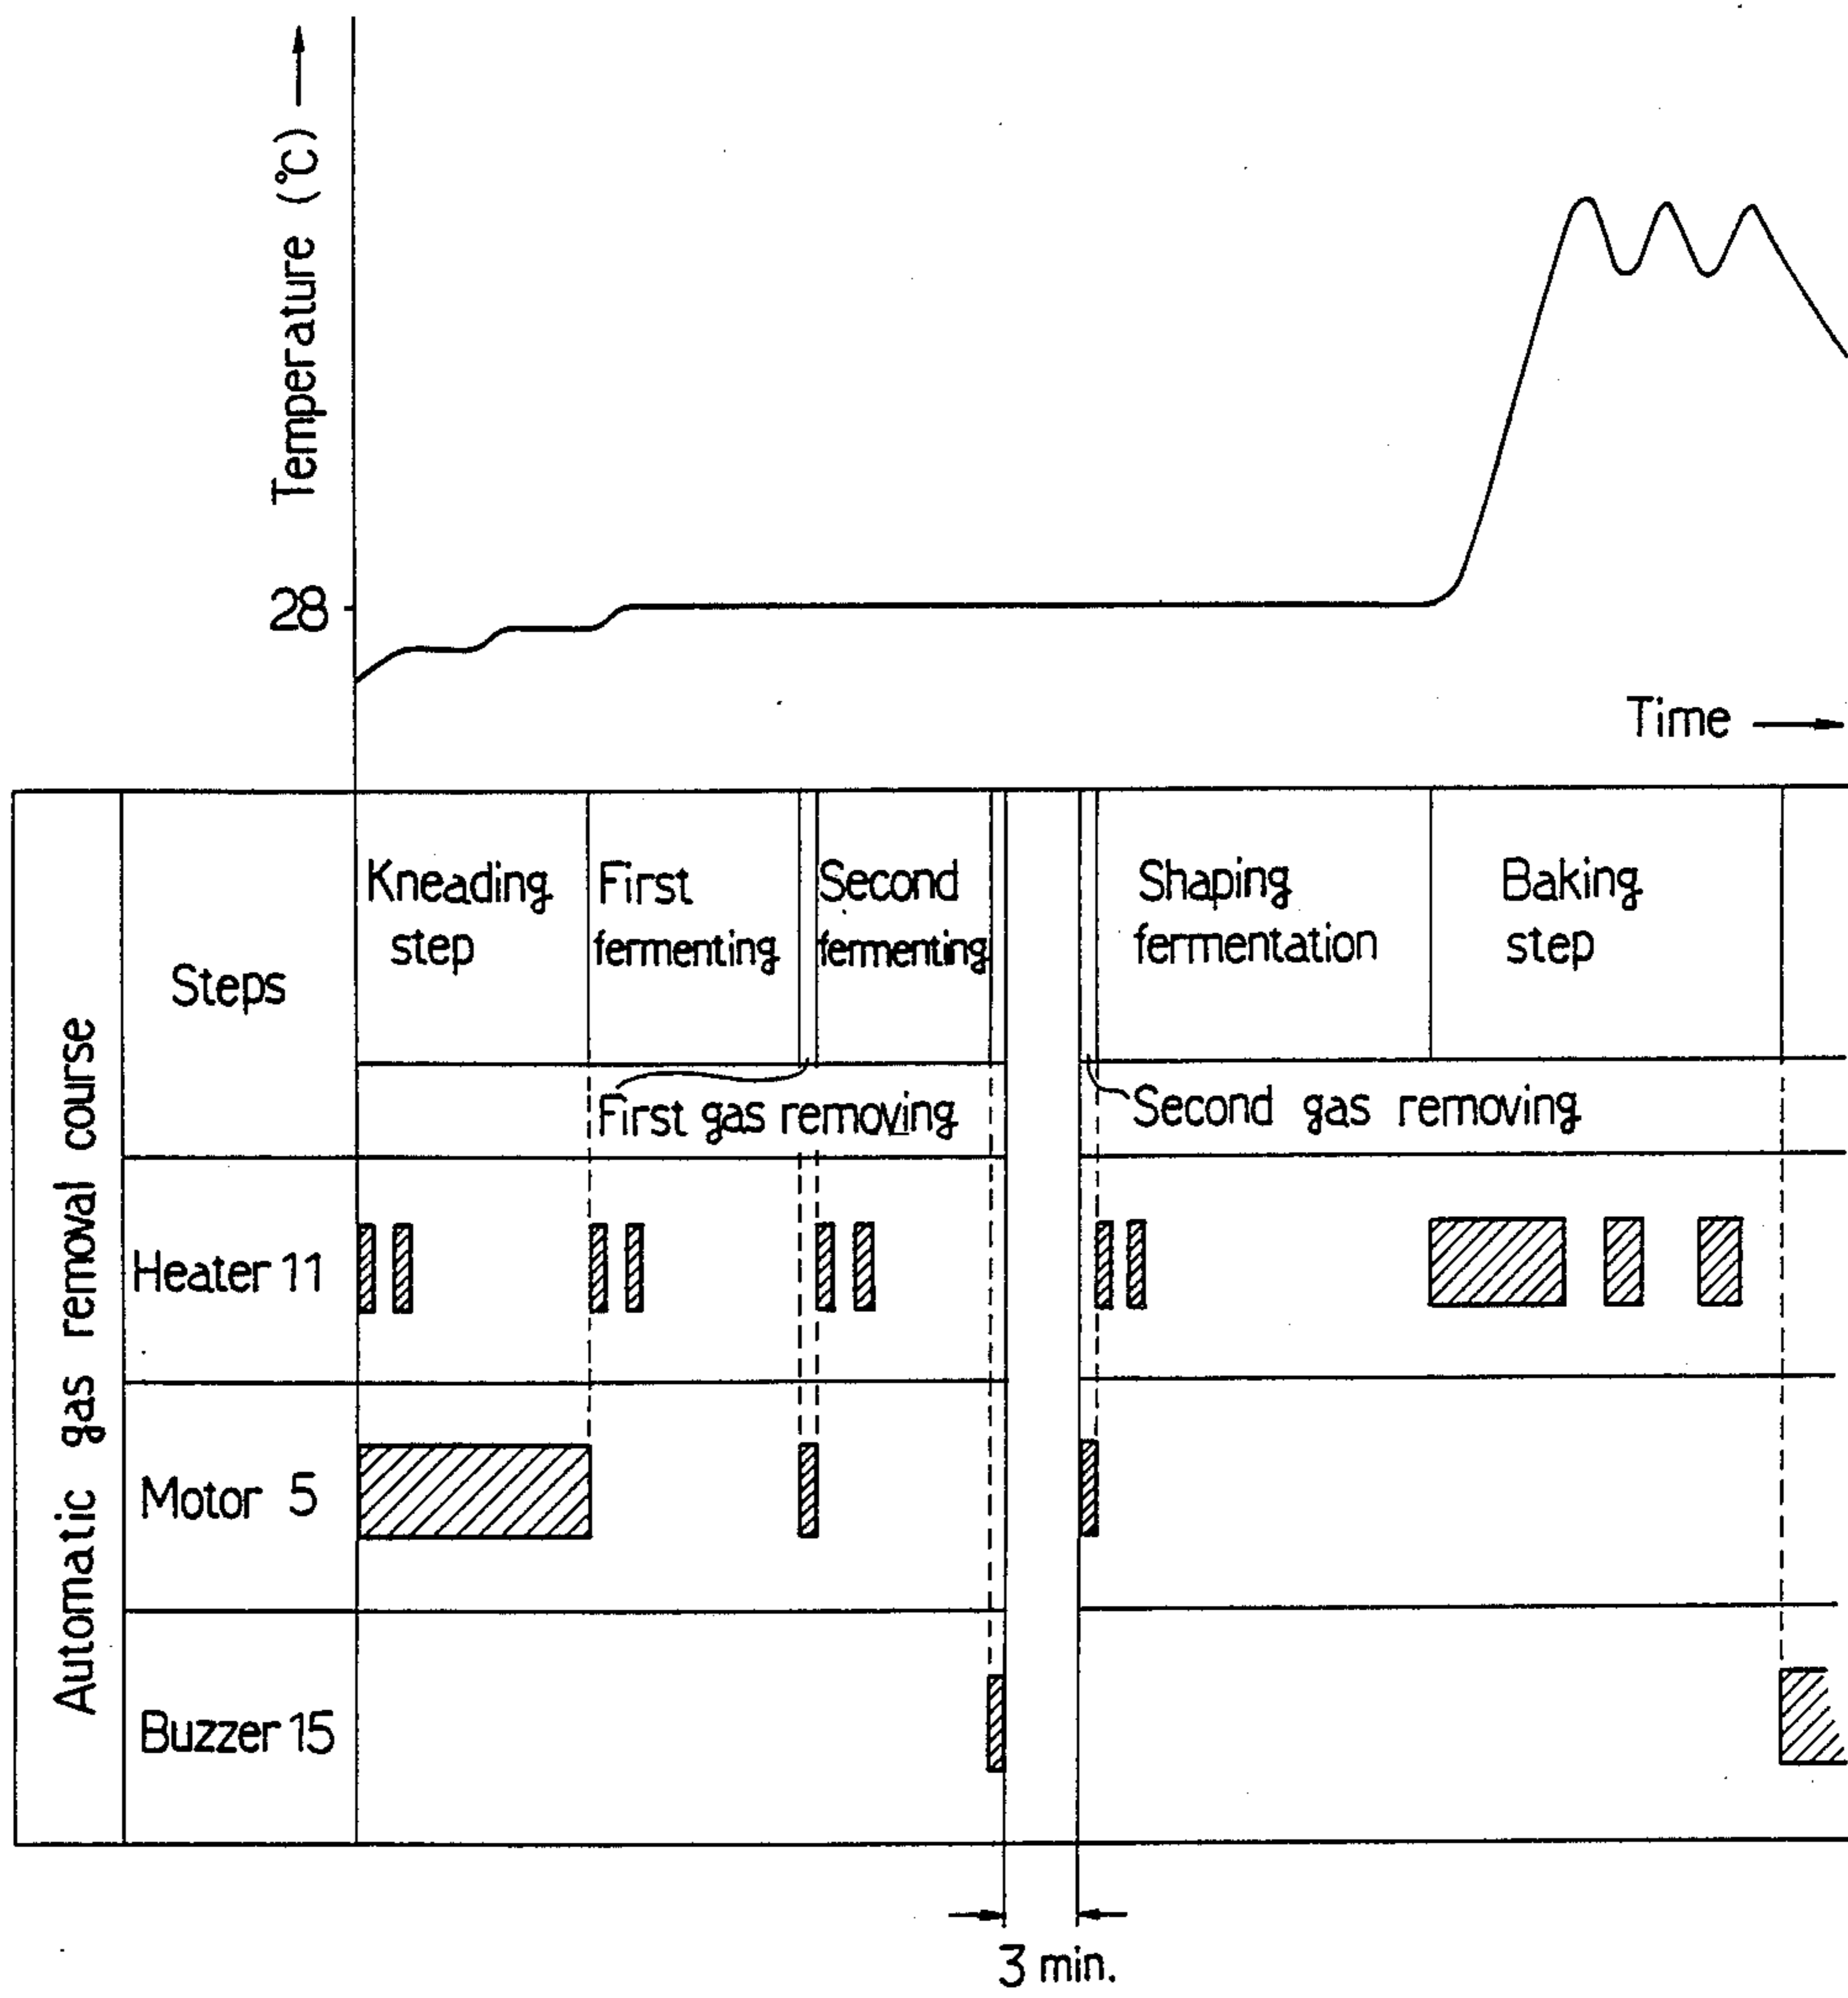 Temperature (°C)
28
Time
Automatic gas removal course
Steps
Kneading
step
First
fermenting
Second
fermenting
Shaping
fermentation
Baking
step
First gas removing
Second gas removing
Heater 11
Motor 5
Buzzer 15
3 min.